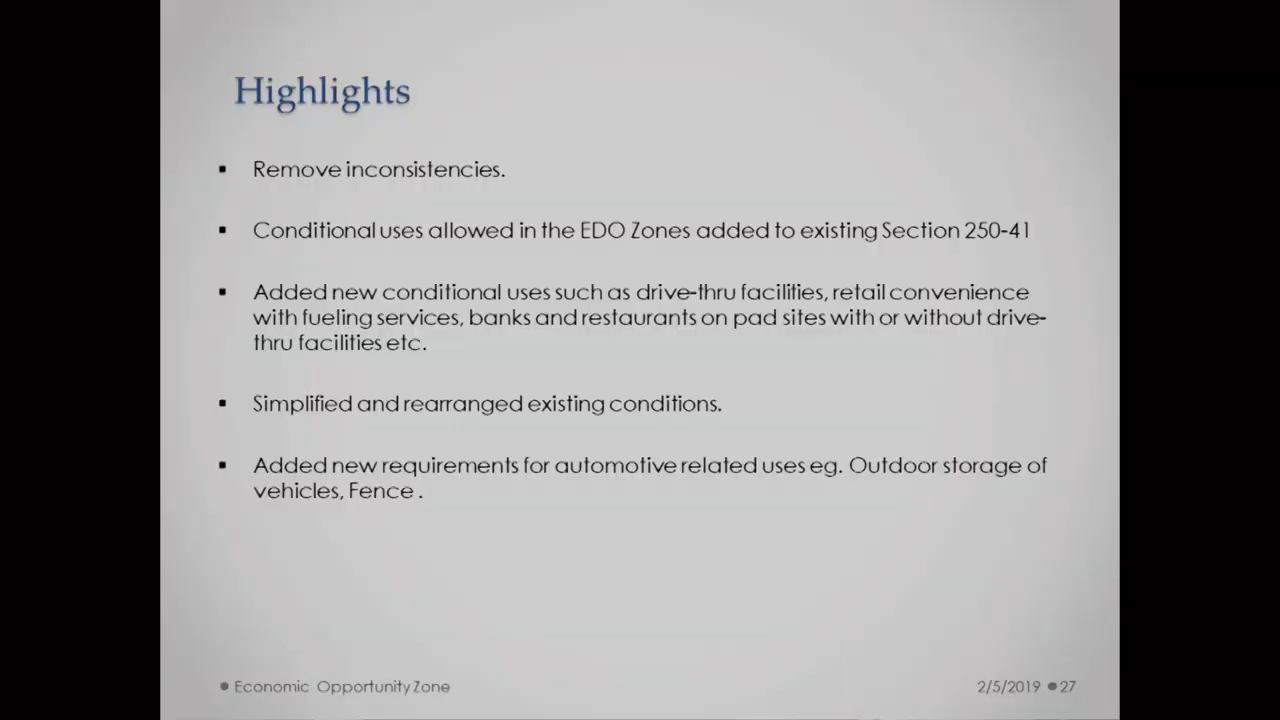 Highlights
▪ Remove inconsistencies.
▪ Conditional uses allowed in the EDO Zones added to existing Section 250-41
▪ Added new conditional uses such as drive-thru facilities, retail convenience
with fueling services, banks and restaurants on pad sites with or without drive-
thru facilities etc.
▪ Simplified and rearranged existing conditions.
▪ Added new requirements for automotive related uses eg. Outdoor storage of
vehicles, Fence .
● Economic Opportunity Zone
2/5/2019 ● 27